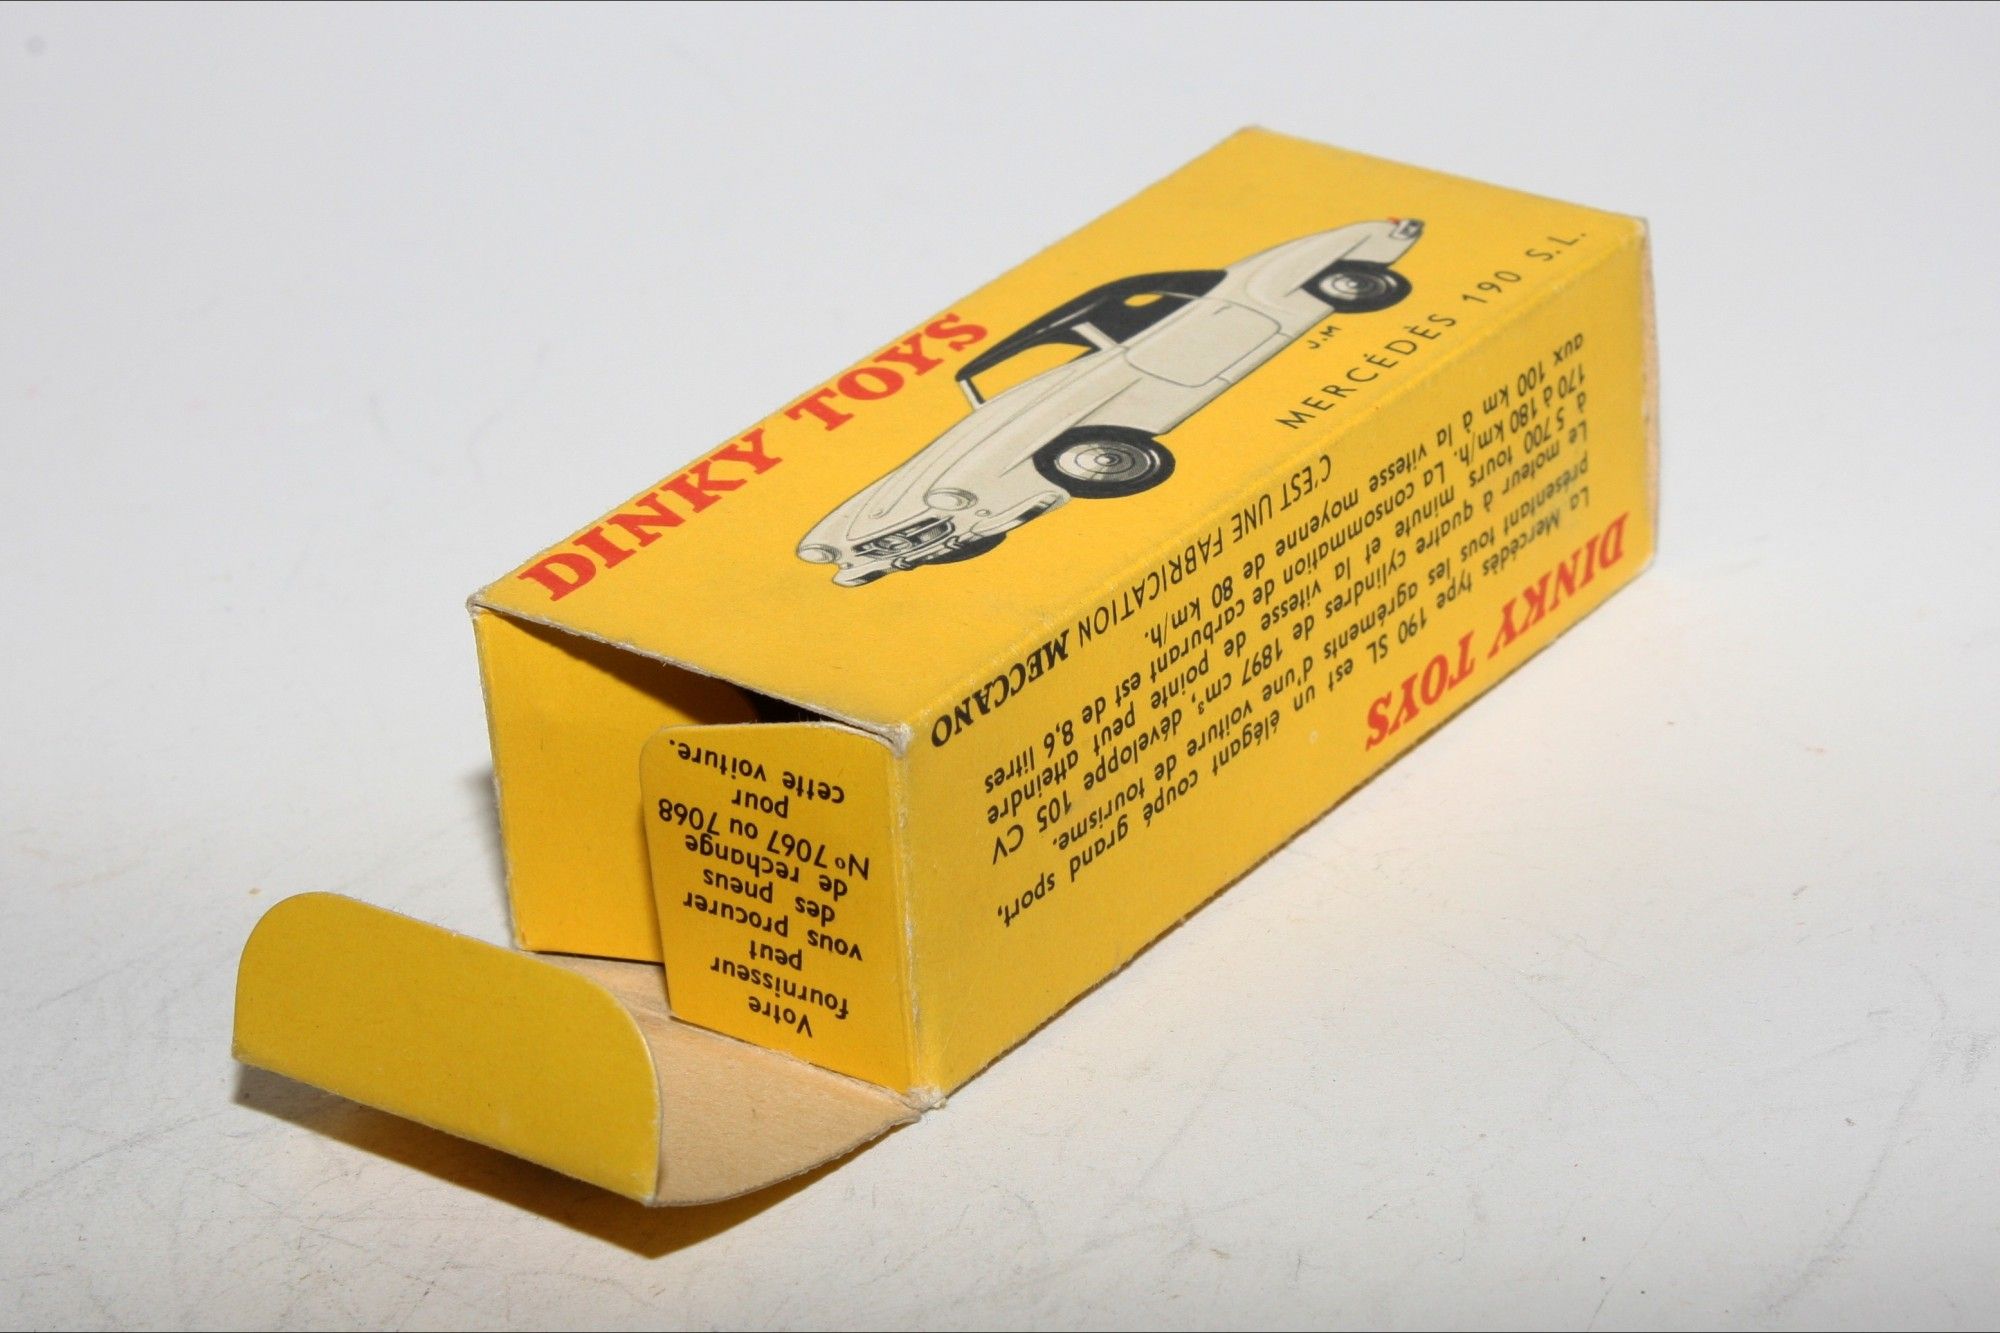 DINKY TOYS
J.M
MERCÉDÈS 190 S.L.
DINKY TOYS
La Mercédès type 190 SL est un élégant coupé grand sport,
présentant tous les agréments d'une voiture de tourisme.
Le moteur à quatre cylindres de 1897 cm³, développe 105 CV
à 5 700 tours minute et la vitesse de pointe peut atteindre
170 à 180 km/h. La consommation de carburant est de 8,6 litres
aux 100 km à la vitesse moyenne de 80 km/h.
C'EST UNE FABRICATION MECCANO
Votre
fournisseur
peut
vous procurer
des pneus
de rechange
Nº 7067 ou 7068
pour
cette voiture.